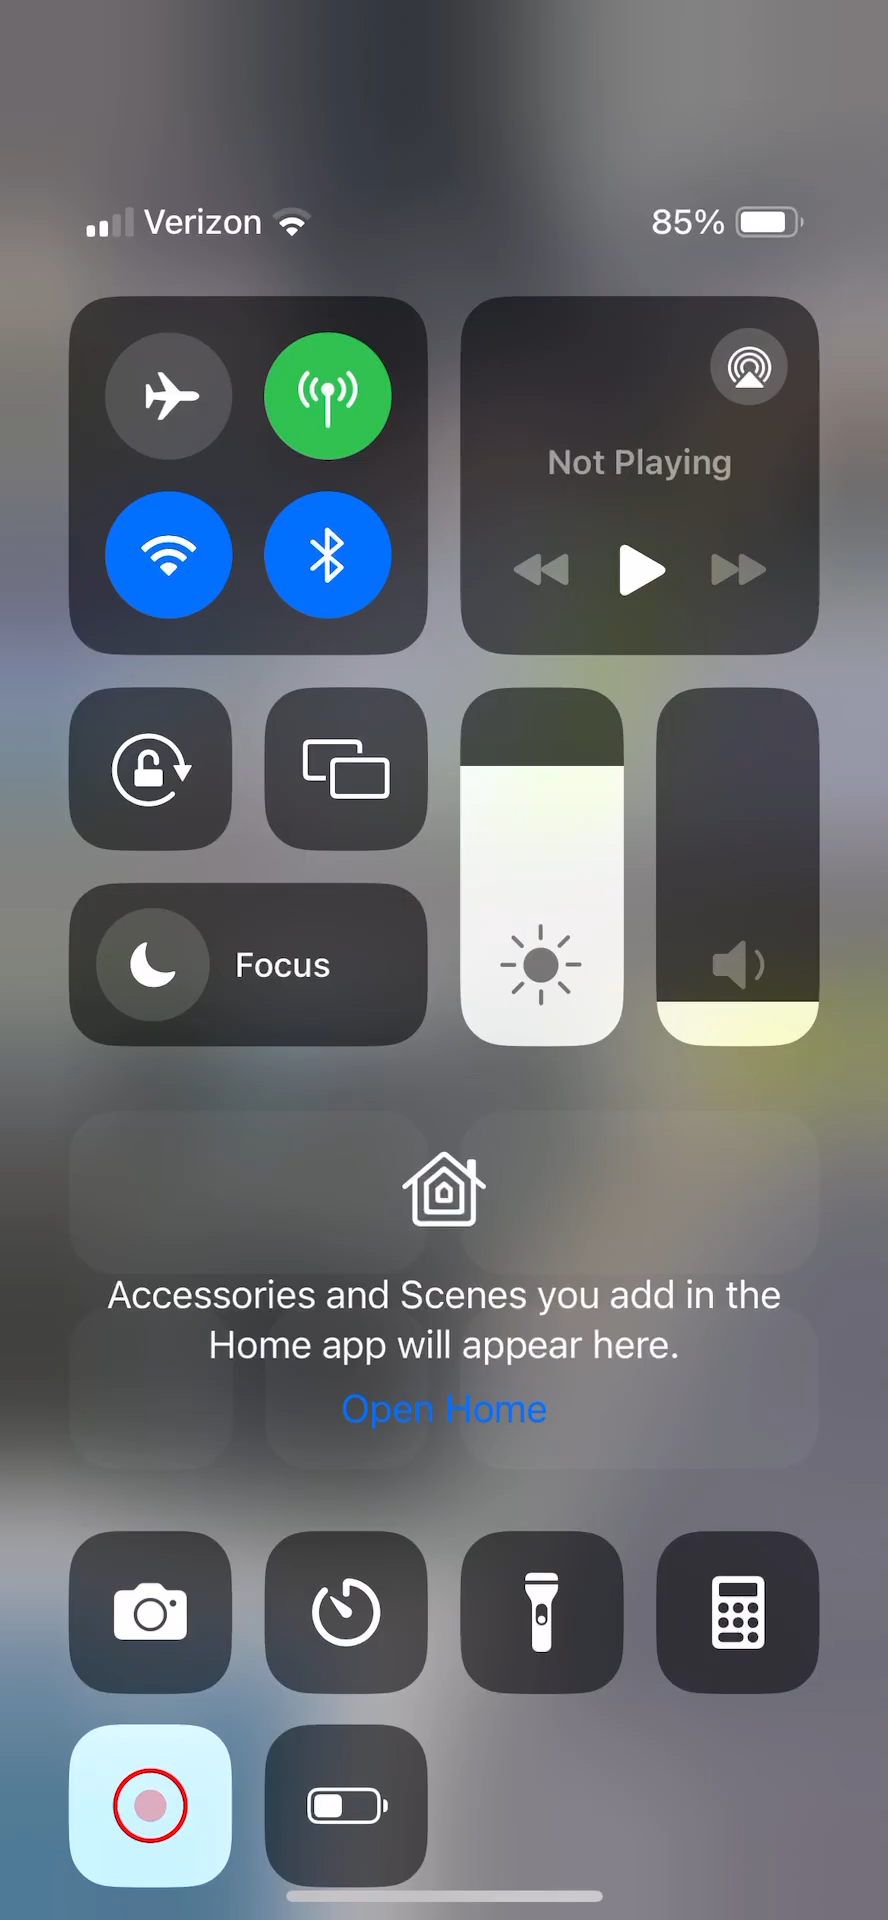 Verizon
85%
Not Playing
Focus
Accessories and Scenes you add in the
Home app will appear here.
Open Home